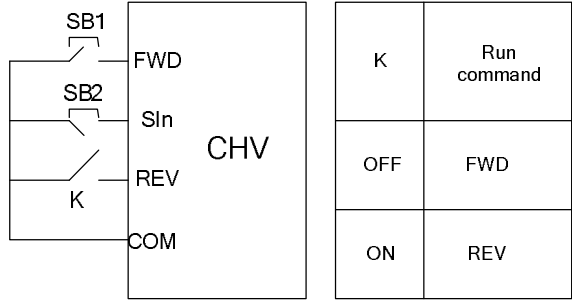 SB1
FWD
SB2
SIn
CHV
REV
K
COM
K
Run
command
OFF
FWD
ON
REV